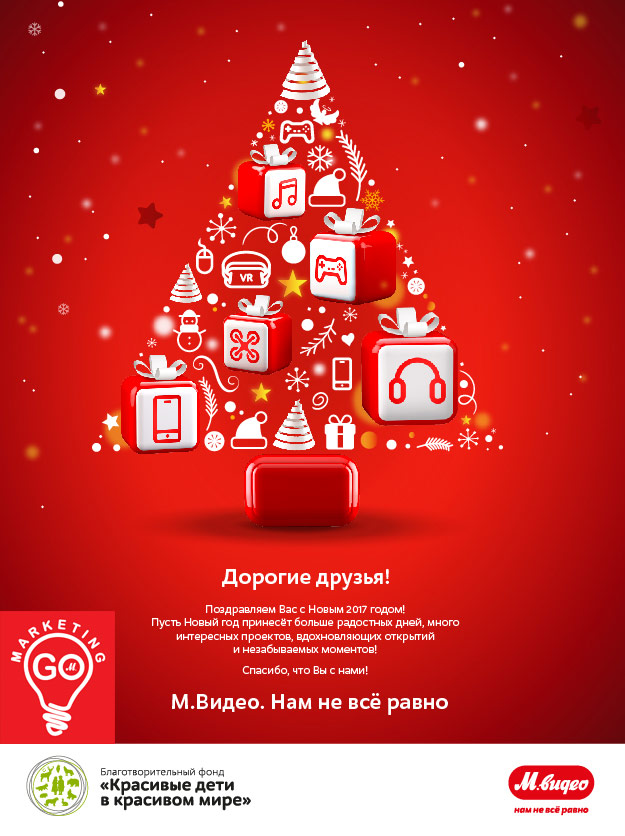 VR
Дорогие друзья!
Поздравляем Вас с Новым 2017 годом!
Пусть Новый год принесёт больше радостных дней, много
интересных проектов, вдохновляющих открытий
и незабываемых моментов!
Спасибо, что Вы с нами!
М.Видео. Нам не всё равно
MARKETING
GO
м
Благотворительный фонд
«Красивые дети
в красивом мире»
М.видео
нам не всё равно